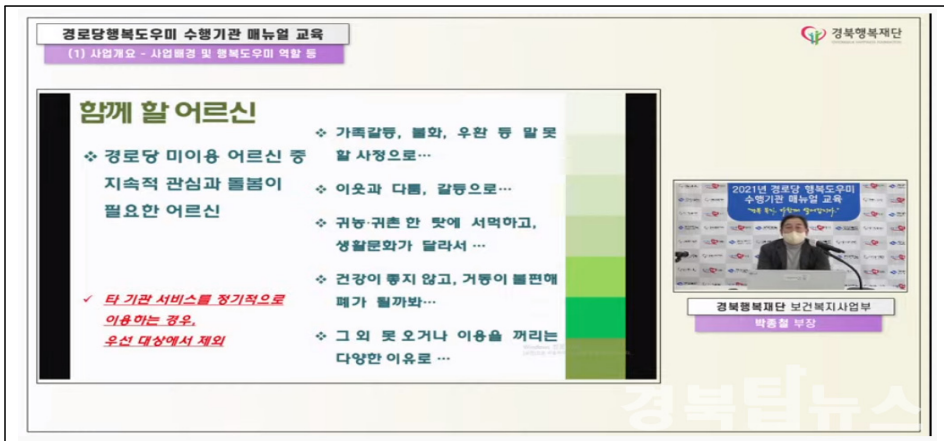 경로당행복도우미 수행기관 매뉴얼 교육
(1) 사업개요 - 사업배경 및 행복도우미 역할 등
경북행복재단
함께 할 어르신
❖ 경로당 미이용 어르신 중
지속적 관심과 돌봄이
필요한 어르신
✓ 타 기관 서비스를 정기적으로
이용하는 경우,
우선 대상에서 제외
❖ 가족갈등, 불화, 우환 등 말 못
할 사정으로…
❖ 이웃과 다툼, 갈등으로…
❖ 귀농·귀촌 한 탓에 서먹하고,
생활문화가 달라서 …
❖ 건강이 좋지 않고, 거동이 불편해
폐가 될까봐…
❖ 그 외 못 오거나 이용을 꺼리는
다양한 이유로 …
2021년 경로당 행복도우미
수행기관 매뉴얼 교육
경북행복재단 보건복지사업부
박종철 부장
경북탑뉴스